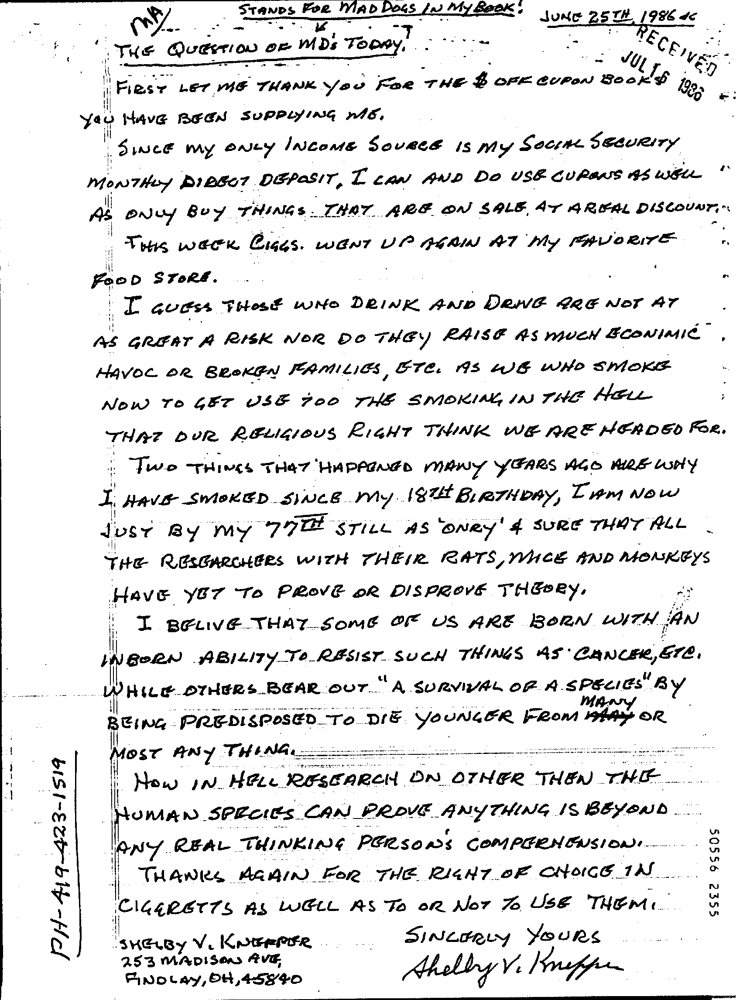 STANDS FOR MAD DOGS IN MY BOOK!
JUNE 25TH, 1986
THE QUESTION OF MD's TODAY.
RECEIVED
JUL 1986
FIRST LET ME THANK YOU FOR THE $ OFF CUPON BOOKS
YOU HAVE BEEN SUPPLYING ME.
SINCE MY ONLY INCOME SOURCE IS MY SOCIAL SECURITY
MONTHLY DIRECT DEPOSIT, I CAN AND DO USE CUPONS AS WELL
AS ONLY BUY THINGS THAT ARE ON SALE, AT A REAL DISCOUNT.
THIS WEEK CIGGS. WENT UP AGAIN AT MY FAVORITE
FOOD STORE.
I GUESS THOSE WHO DRINK AND DRIVE ARE NOT AT
AS GREAT A RISK NOR DO THEY RAISE AS MUCH ECONIMIC
HAVOC OR BROKEN FAMILIES, ETC. AS WE WHO SMOKE
NOW TO GET USE TOO THE SMOKING IN THE HELL
THAT OUR RELIGIOUS RIGHT THINK WE ARE HEADED FOR.
TWO THINGS THAT HAPPENED MANY YEARS AGO ARE WHY
I HAVE SMOKED SINCE MY 18TH BIRTHDAY, I AM NOW
JUST BY MY 77TH STILL AS 'ONRY' & SURE THAT ALL
THE RESEARCHERS WITH THEIR RATS, MICE AND MONKEYS
HAVE YET TO PROVE OR DISPROVE THEORY.
I BELIVE THAT SOME OF US ARE BORN WITH AN
INBORN ABILITY TO RESIST SUCH THINGS AS CANCER, ETC.
WHILE OTHERS BEAR OUT "A SURVIVAL OF A SPECIES" BY
BEING PREDISPOSED TO DIE YOUNGER FROM MANY OR
MOST ANY THING.
HOW IN HELL RESEARCH ON OTHER THEN THE
HUMAN SPECIES CAN PROVE ANYTHING IS BEYOND
ANY REAL THINKING PERSON'S COMPERHENSION.
THANKS AGAIN FOR THE RIGHT OF CHOICE IN
CIGERETTS AS WELL AS TO OR NOT TO USE THEM.
SINCERLY YOURS
Shelby V. Knepper
SHELBY V. KNEPPER
253 MADISON AVE,
FINDLAY, OH, 45840
PH-419-423-1519
50556 2355